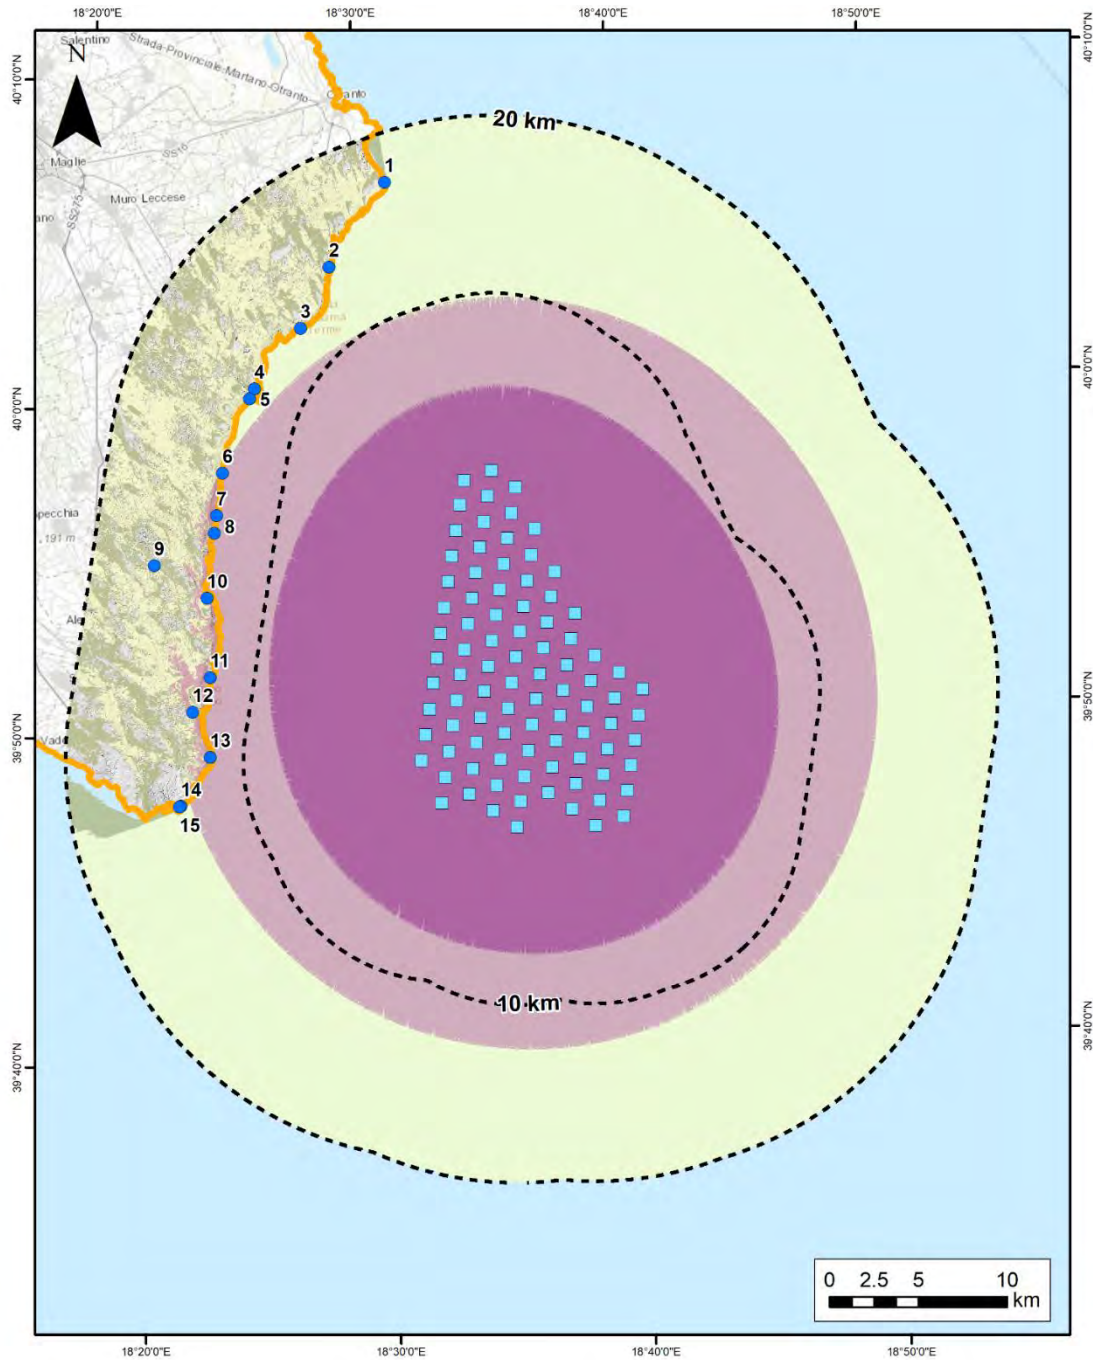 18°20'0"E 18°30'0"E 18°40'0"E 18°50'0"E
40°10'0"N
40°10'0"N
Salentino
N
Strada-Provinciale-Martano-Otranto
20 km
SS16
Maglie
1
Muro Leccese
ano
SS275
2
3
40°0'0"N
4
5
40°0'0"N
6
7
pecchia
8
191 m
9
10
Ale
11
12
39°50'0"N
13
39°50'0"N
14
15
10 km
39°40'0"N
39°40'0"N
0 2.5 5 10
km
18°20'0"E 18°30'0"E 18°40'0"E 18°50'0"E